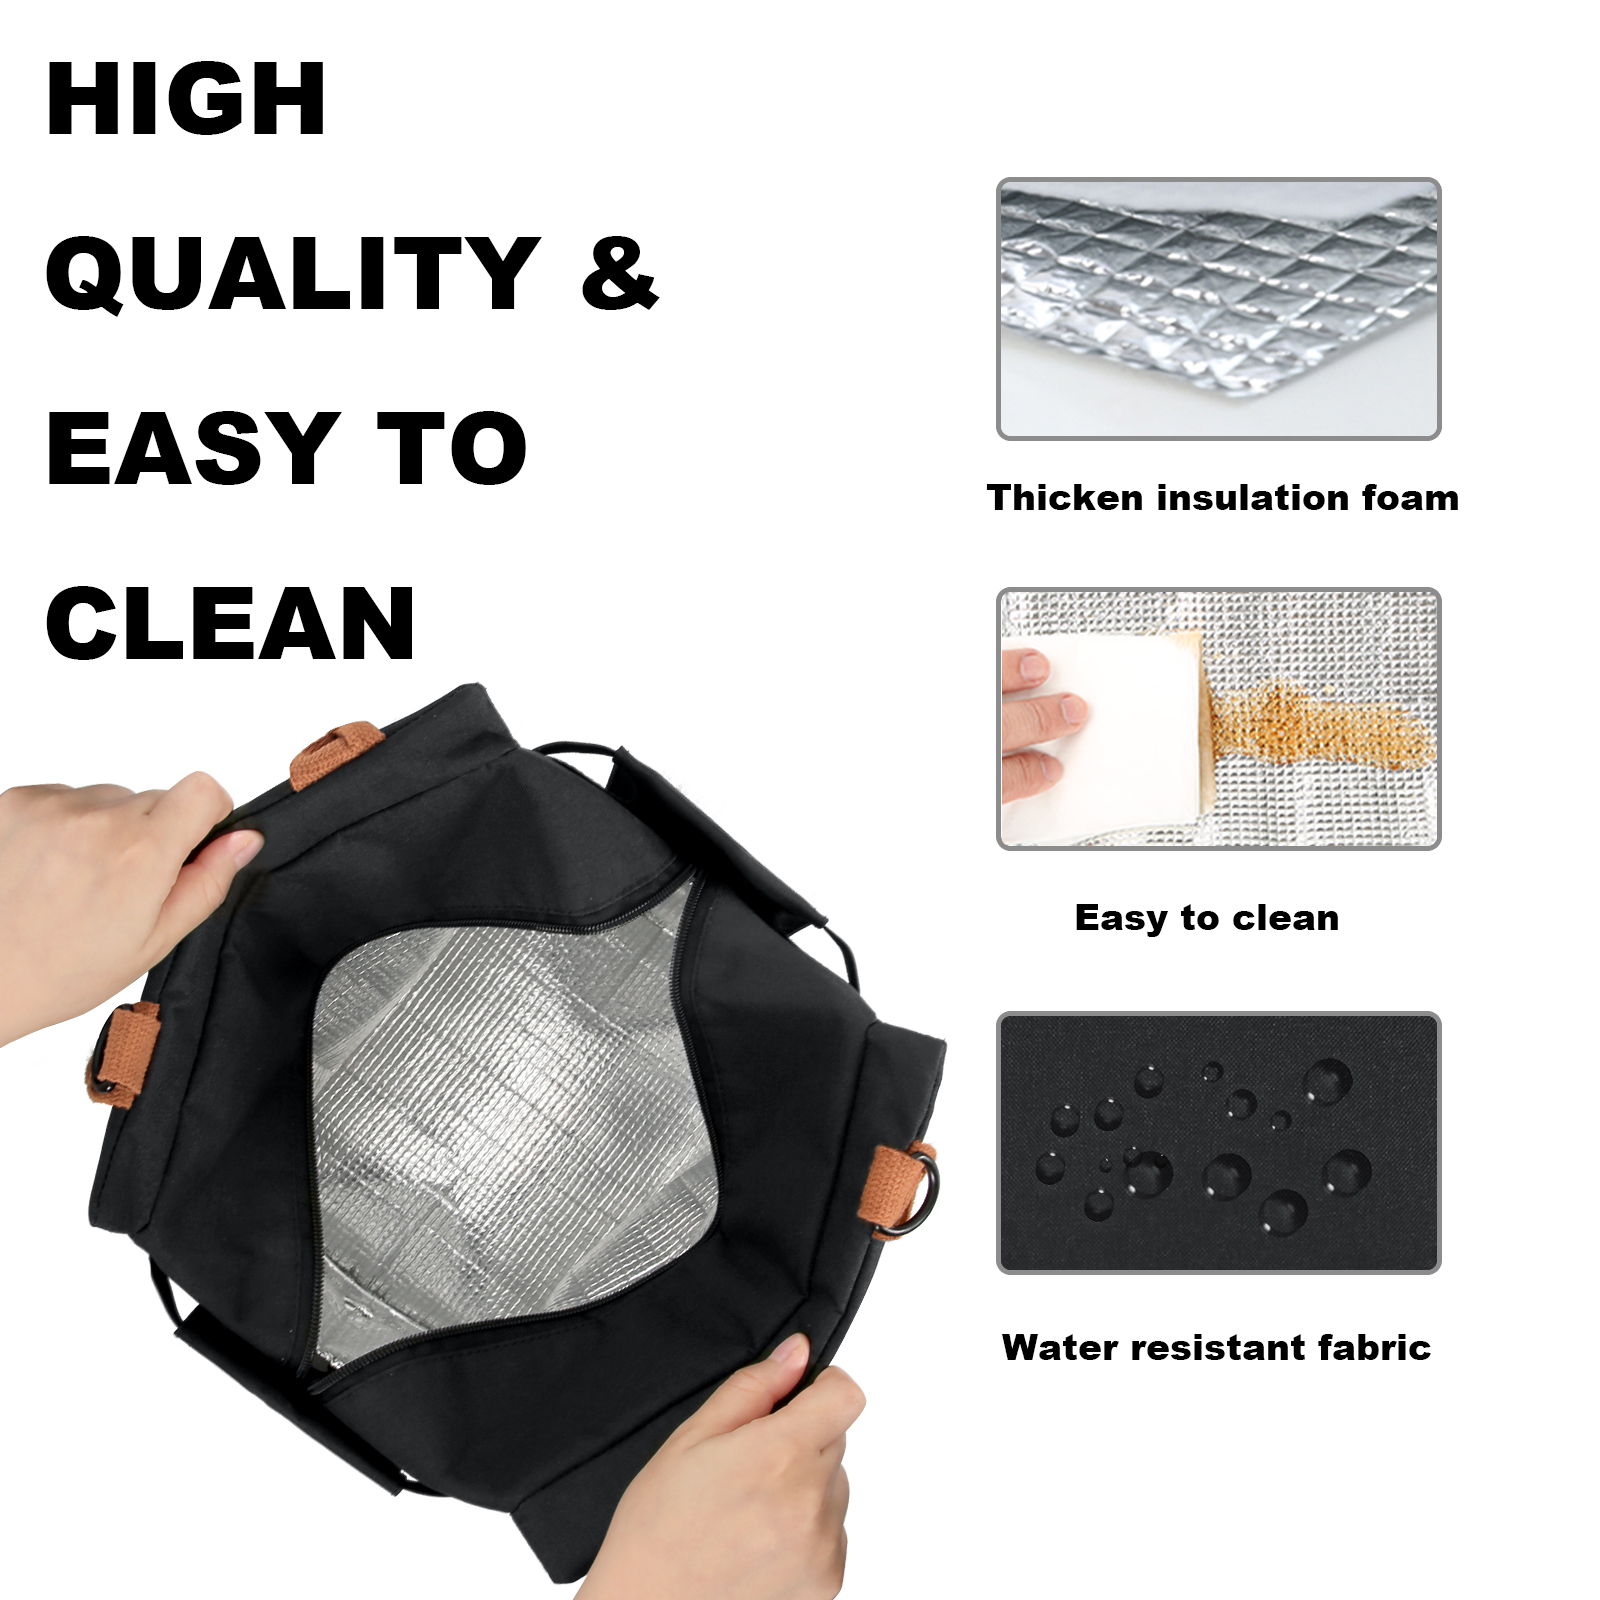 HIGH
QUALITY &
EASY TO
CLEAN
Thicken insulation foam
Easy to clean
Water resistant fabric